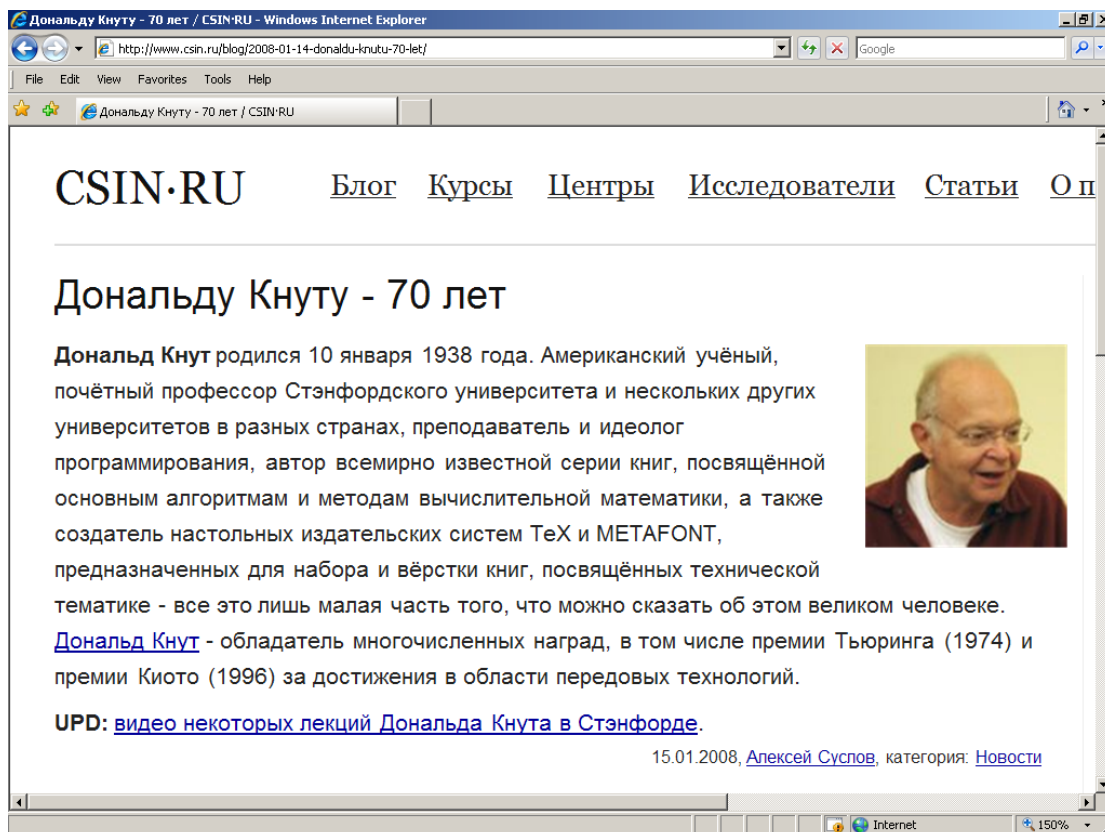 Дональду Кнуту - 70 лет / CSIN·RU - Windows Internet Explorer
http://www.csin.ru/blog/2008-01-14-donaldu-knutu-70-let/
Google
File Edit View Favorites Tools Help
Дональду Кнуту - 70 лет / CSIN·RU
CSIN·RU Блог Курсы Центры Исследователи Статьи О п
Дональду Кнуту - 70 лет
Дональд Кнут родился 10 января 1938 года. Американский учёный,
почётный профессор Стэнфордского университета и нескольких других
университетов в разных странах, преподаватель и идеолог
программирования, автор всемирно известной серии книг, посвящённой
основным алгоритмам и методам вычислительной математики, а также
создатель настольных издательских систем TeX и METAFONT,
предназначенных для набора и вёрстки книг, посвящённых технической
тематике - все это лишь малая часть того, что можно сказать об этом великом человеке.
Дональд Кнут - обладатель многочисленных наград, в том числе премии Тьюринга (1974) и
премии Киото (1996) за достижения в области передовых технологий.
UPD: видео некоторых лекций Дональда Кнута в Стэнфорде.
15.01.2008, Алексей Суслов, категория: Новости
Internet
150%